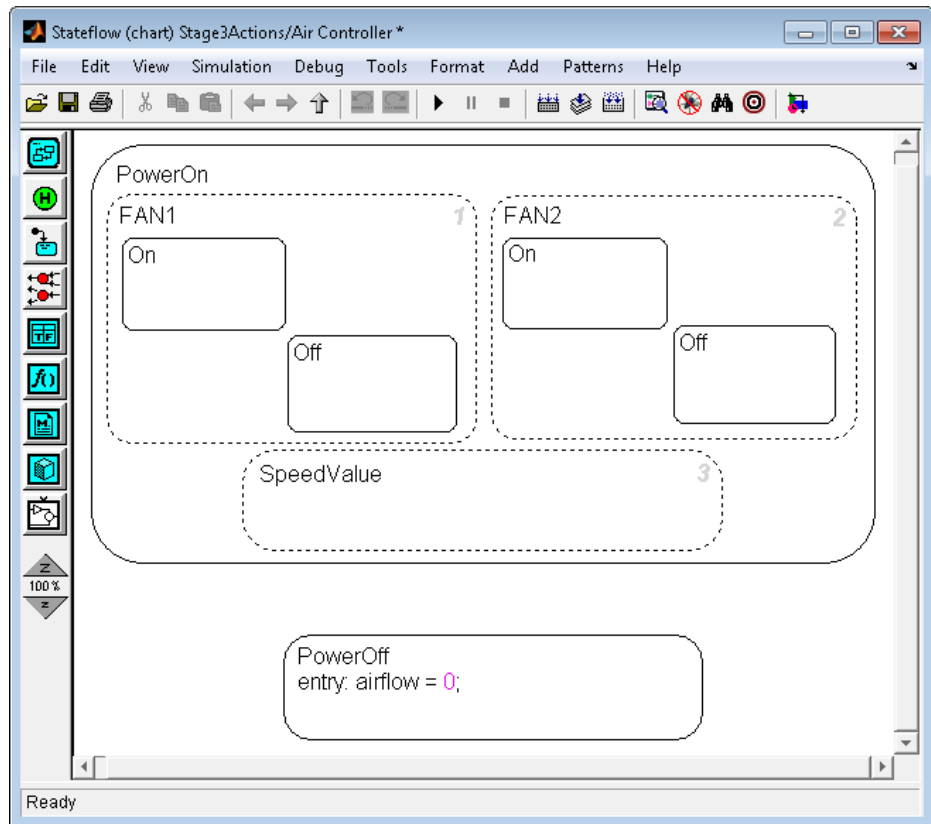 Stateflow (chart) Stage3Actions/Air Controller *
File Edit View Simulation Debug Tools Format Add Patterns Help
PowerOn
FAN1 1 FAN2 2
On On
Off Off
SpeedValue 3
PowerOff
entry: airflow = 0;
H
TF
f()
M
Z
100 %
Z
Ready